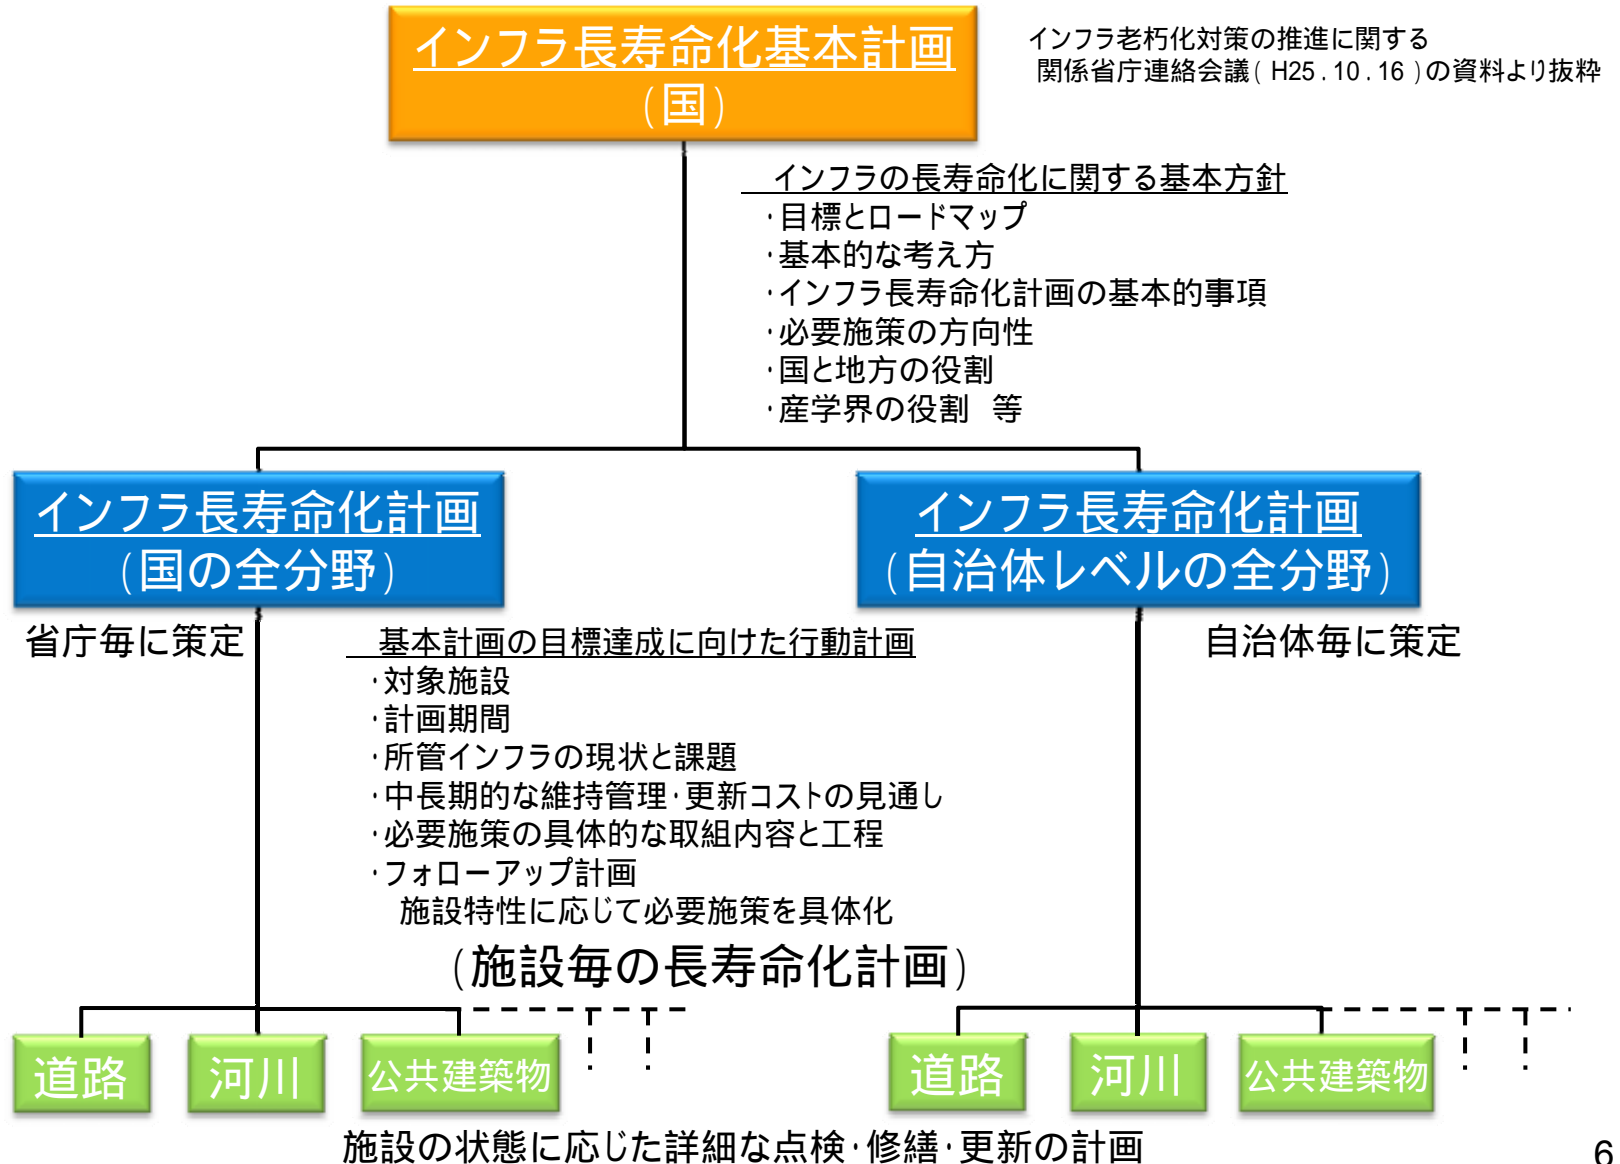 インフラ長寿命化基本計画
(国)
インフラ老朽化対策の推進に関する
関係省庁連絡会議(H25.10.16)の資料より抜粋
インフラの長寿命化に関する基本方針
・目標とロードマップ
・基本的な考え方
・インフラ長寿命化計画の基本的事項
・必要施策の方向性
・国と地方の役割
・産学界の役割 等
インフラ長寿命化計画
(国の全分野)
インフラ長寿命化計画
(自治体レベルの全分野)
省庁毎に策定
自治体毎に策定
基本計画の目標達成に向けた行動計画
・対象施設
・計画期間
・所管インフラの現状と課題
・中長期的な維持管理・更新コストの見通し
・必要施策の具体的な取組内容と工程
・フォローアップ計画
施設特性に応じて必要施策を具体化
(施設毎の長寿命化計画)
道路
河川
公共建築物
道路
河川
公共建築物
施設の状態に応じた詳細な点検・修繕・更新の計画
6